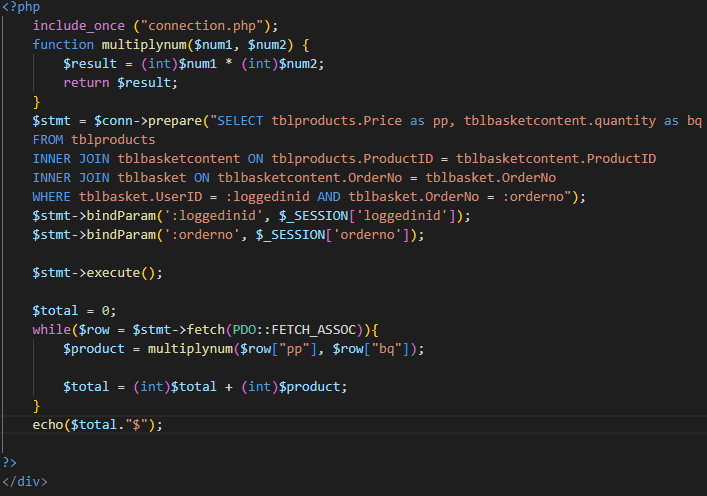 <?php
include_once ("connection.php");
function multiplynum($num1, $num2) {
$result = (int)$num1 * (int)$num2;
return $result;
}
$stmt = $conn->prepare("SELECT tblproducts.Price as pp, tblbasketcontent.quantity as bq
FROM tblproducts
INNER JOIN tblbasketcontent ON tblproducts.ProductID = tblbasketcontent.ProductID
INNER JOIN tblbasket ON tblbasketcontent.OrderNo = tblbasket.OrderNo
WHERE tblbasket.UserID = :loggedinid AND tblbasket.OrderNo = :orderno");
$stmt->bindParam(':loggedinid', $_SESSION['loggedinid']);
$stmt->bindParam(':orderno', $_SESSION['orderno']);
$stmt->execute();
$total = 0;
while($row = $stmt->fetch(PDO::FETCH_ASSOC)){
$product = multiplynum($row["pp"], $row["bq"]);
$total = (int)$total + (int)$product;
}
echo($total."$");
?>
</div>